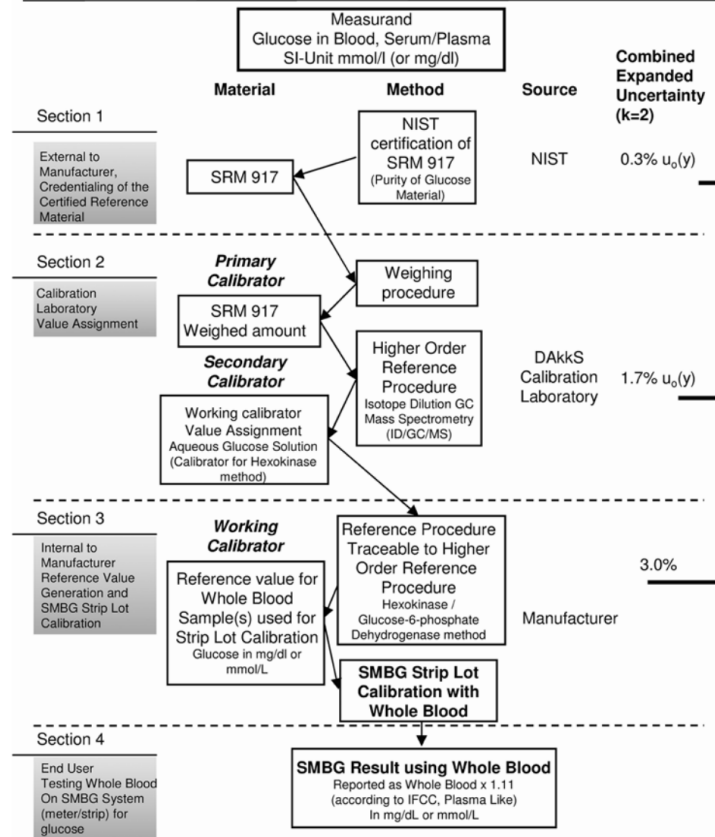 Measurand
Glucose in Blood, Serum/Plasma
SI-Unit mmol/l (or mg/dl)
Material
Method
Source
Combined
Expanded
Uncertainty
(k=2)
Section 1
External to
Manufacturer,
Credentialing of the
Certified Reference
Material
SRM 917
NIST
certification of
SRM 917
(Purity of Glucose
Material)
NIST
0.3% uₒ(y)
Section 2
Calibration
Laboratory
Value Assignment
Primary
Calibrator
SRM 917
Weighed amount
Weighing
procedure
Secondary
Calibrator
Working calibrator
Value Assignment
Aqueous Glucose Solution
(Calibrator for Hexokinase
method)
Higher Order
Reference
Procedure
Isotope Dilution GC
Mass Spectrometry
(ID/GC/MS)
DAkkS
Calibration
Laboratory
1.7% uₒ(y)
Section 3
Internal to
Manufacturer
Reference Value
Generation and
SMBG Strip Lot
Calibration
Working
Calibrator
Reference value for
Whole Blood
Sample(s) used for
Strip Lot Calibration
Glucose in mg/dl or
mmol/L
Reference Procedure
Traceable to Higher
Order Reference
Procedure
Hexokinase /
Glucose-6-phosphate
Dehydrogenase method
Manufacturer
3.0%
SMBG Strip Lot
Calibration with
Whole Blood
Section 4
End User
Testing Whole Blood
On SMBG System
(meter/strip) for
glucose
SMBG Result using Whole Blood
Reported as Whole Blood x 1.11
(according to IFCC, Plasma Like)
In mg/dL or mmol/L